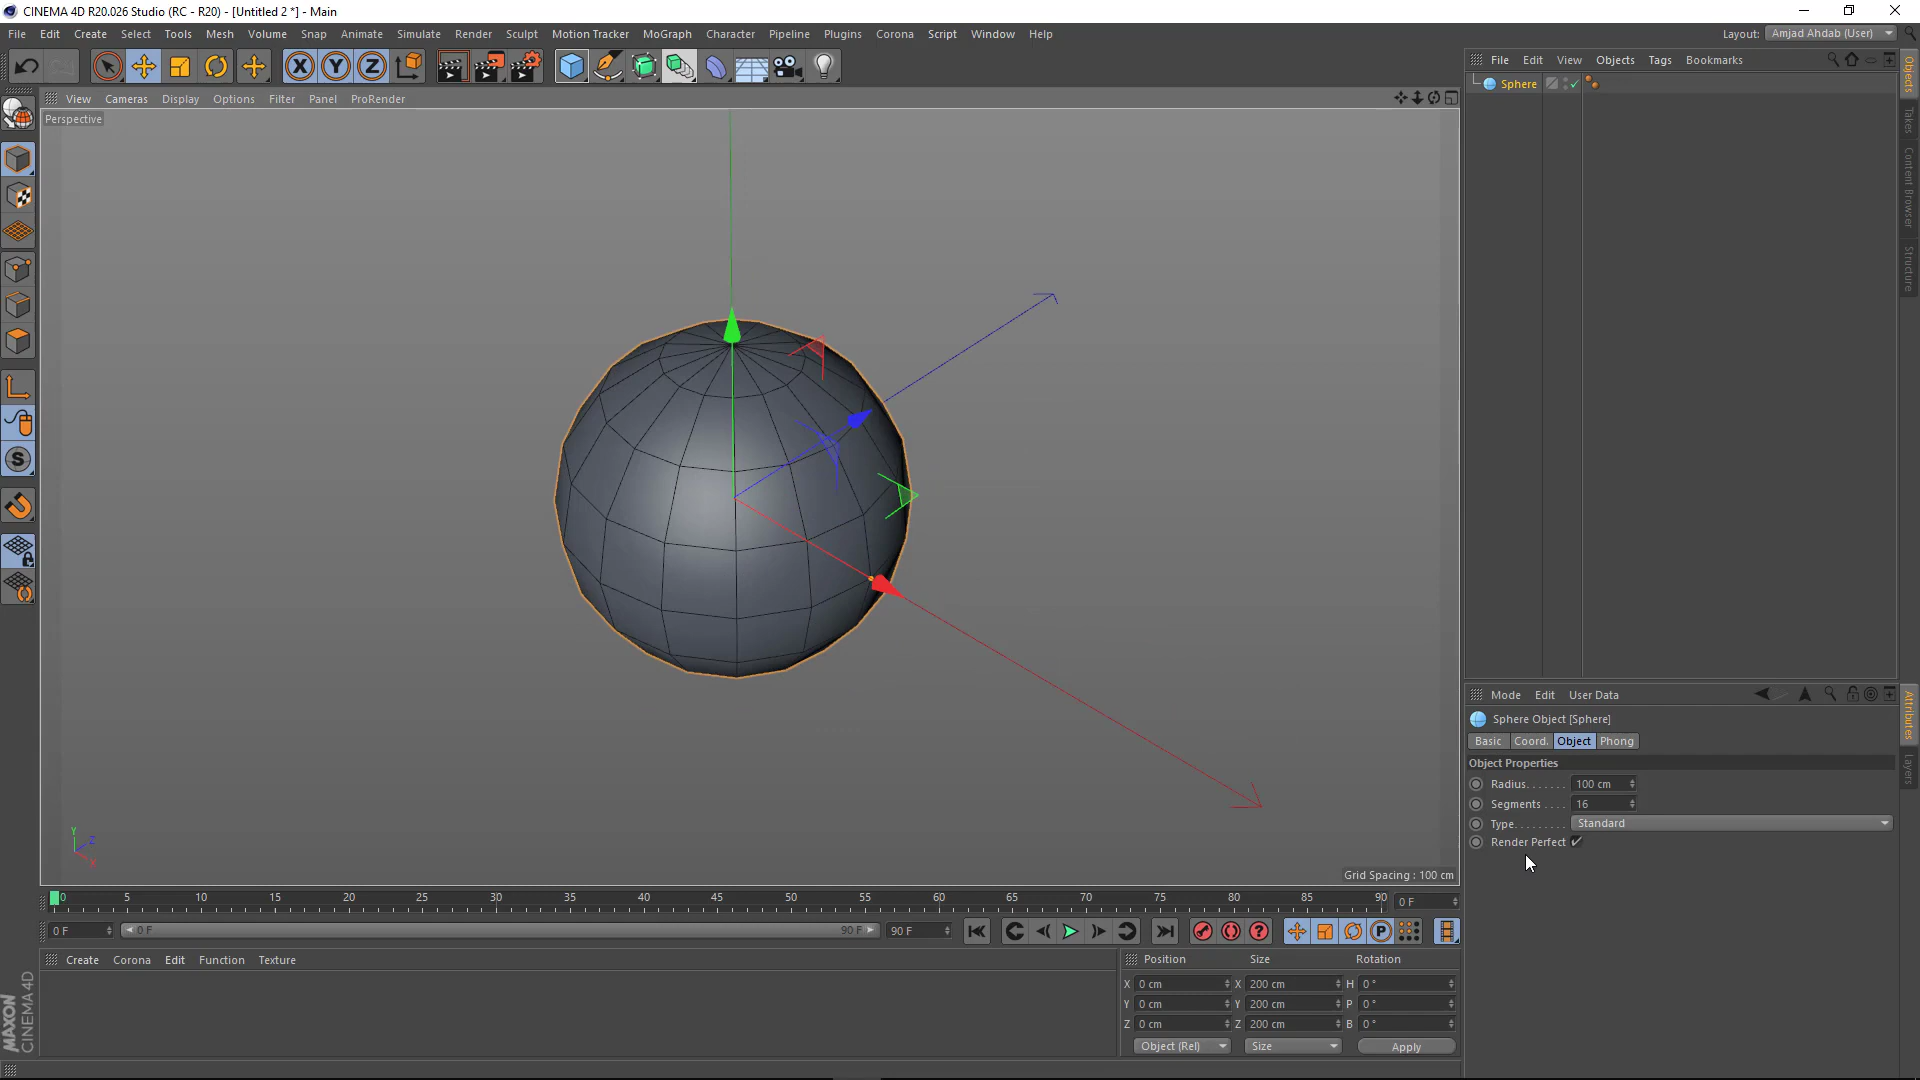 CINEMA 4D R20.026 Studio (RC - R20) - [Untitled 2 *] - Main
File Edit Create Select Tools Mesh Volume Snap Animate Simulate Render Sculpt Motion Tracker MoGraph Character Pipeline Plugins Corona Script Window Help
Layout: Amjad Ahdab (User)
X Y Z
View Cameras Display Options Filter Panel ProRender
File Edit View Objects Tags Bookmarks
Sphere
Objects
Takes
Content Browser
Structure
Perspective
S
Y
Z
X
Grid Spacing : 100 cm
Mode Edit User Data
Attributes
Layers
Sphere Object [Sphere]
Basic Coord. Object Phong
Object Properties
Radius....... 100 cm
Segments .... 16
Type......... Standard
Render Perfect
0 5 10 15 20 25 30 35 40 45 50 55 60 65 70 75 80 85 90 0 F
0 F 0 F 90 F 90 F
P
Create Corona Edit Function Texture
Position Size Rotation
X 0 cm X 200 cm H 0 °
Y 0 cm Y 200 cm P 0 °
Z 0 cm Z 200 cm B 0 °
Object (Rel) Size Apply
MAXON
CINEMA 4D